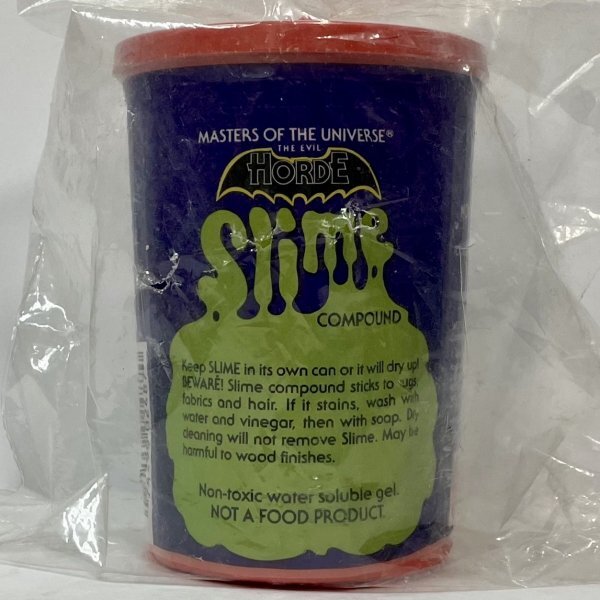 MASTERS OF THE UNIVERSE®
THE EVIL
HORDE
Slime
COMPOUND
Keep SLIME in its own can or it will dry up!
BEWARE! Slime compound sticks to rugs,
fabrics and hair. If it stains, wash with
water and vinegar, then with soap. Dry
cleaning will not remove Slime. May be
harmful to wood finishes.
Non-toxic water soluble gel.
NOT A FOOD PRODUCT.